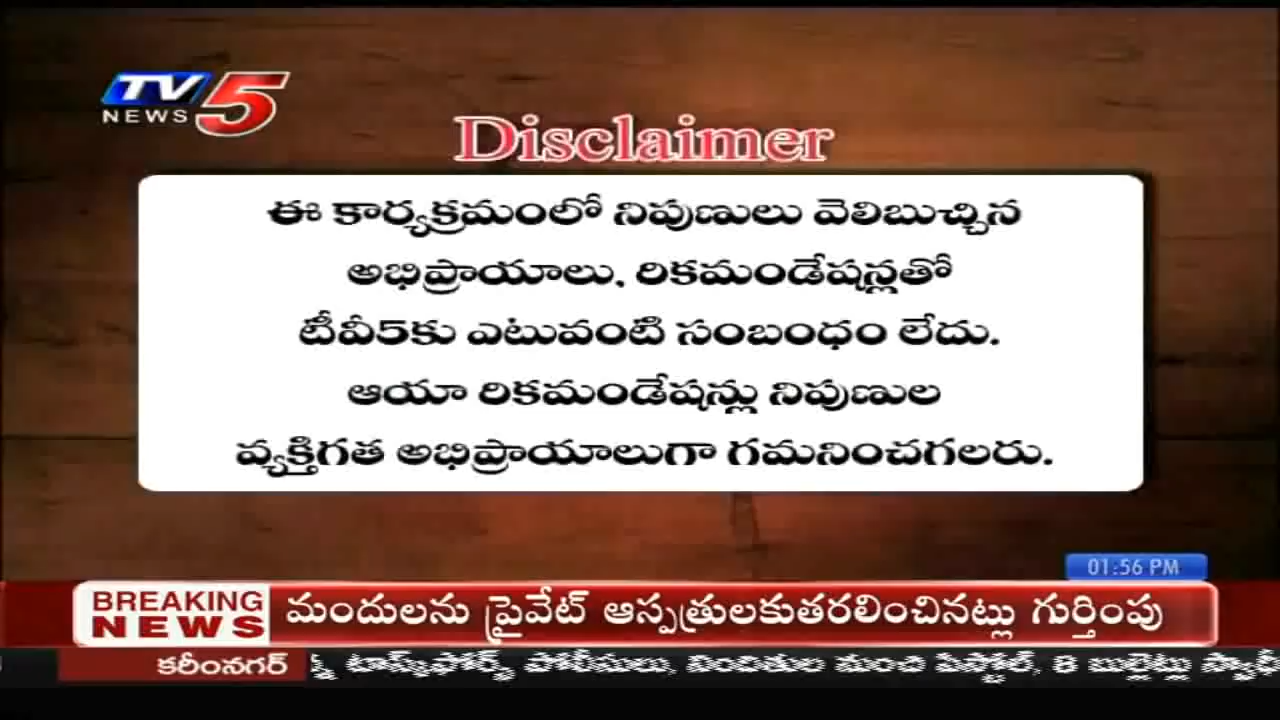 TV5
NEWS
Disclaimer
ఈ కార్యక్రమంలో నిపుణులు వెలిబుచ్చిన
అభిప్రాయాలు, రికమండేషన్లతో
టీవీ5కు ఎటువంటి సంబంధం లేదు.
ఆయా రికమండేషన్లు నిపుణుల
వ్యక్తిగత అభిప్రాయాలుగా గమనించగలరు.
01:56 PM
BREAKING NEWS మందులను ప్రైవేట్ ఆస్పత్రులకుతరలించినట్లు గుర్తింపు
కరీంనగర్ టాస్క్‌ఫోర్స్ పోలీసులు, నిందితుల నుంచి పిస్టోల్, 8 బుల్లెట్లు